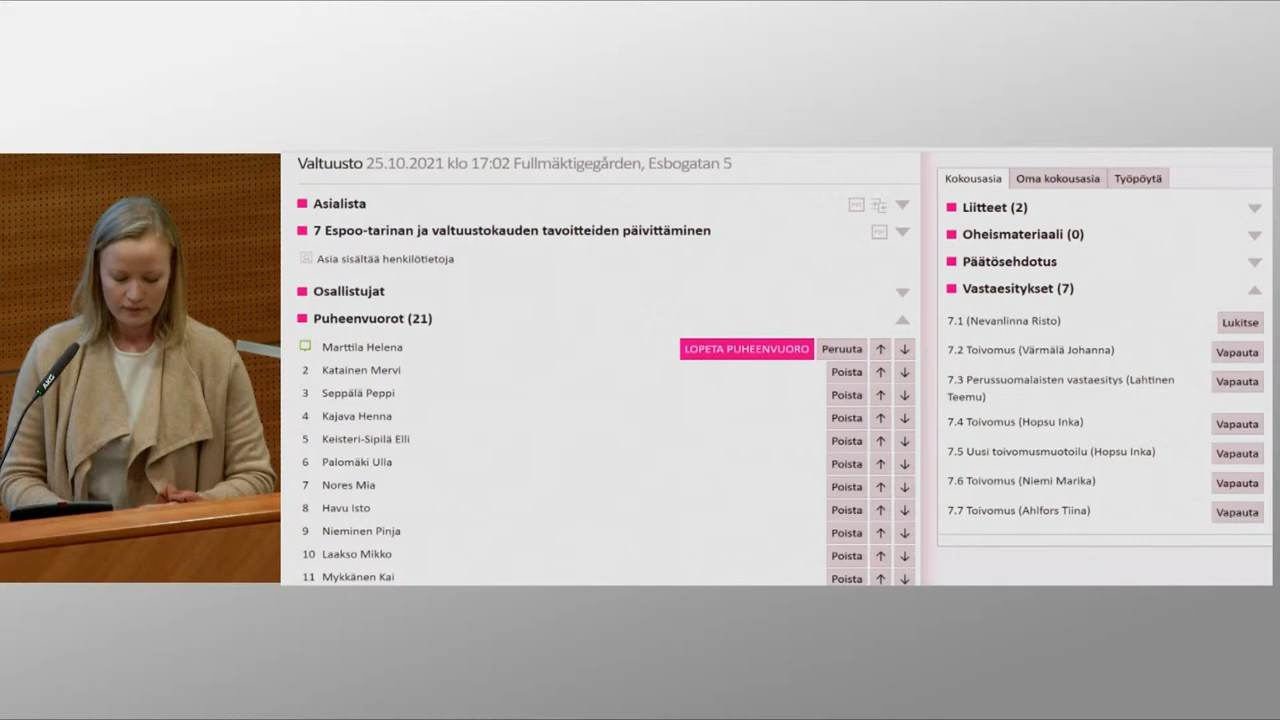 Valtuusto 25.10.2021 klo 17:02 Fullmäktigegården, Esbogatan 5
Asialista
7 Espoo-tarinan ja valtuustokauden tavoitteiden päivittäminen
Asia sisältää henkilötietoja
Osallistujat
Puheenvuorot (21)
Marttila Helena LOPETA PUHEENVUORO Peruuta
2 Katainen Mervi Poista
3 Seppälä Peppi Poista
4 Kajava Henna Poista
5 Keisteri-Sipilä Elli Poista
6 Palomäki Ulla Poista
7 Nores Mia Poista
8 Havu Isto Poista
9 Nieminen Pinja Poista
10 Laakso Mikko Poista
11 Mykkänen Kai Poista
Kokousasia Oma kokousasia Työpöytä
Liitteet (2)
Oheismateriaali (0)
Päätösehdotus
Vastaesitykset (7)
7.1 (Nevanlinna Risto) Lukitse
7.2 Toivomus (Värmälä Johanna) Vapauta
7.3 Perussuomalaisten vastaesitys (Lahtinen Vapauta
Teemu)
7.4 Toivomus (Hopsu Inka) Vapauta
7.5 Uusi toivomusmuotoilu (Hopsu Inka) Vapauta
7.6 Toivomus (Niemi Marika) Vapauta
7.7 Toivomus (Ahlfors Tiina) Vapauta
AKG